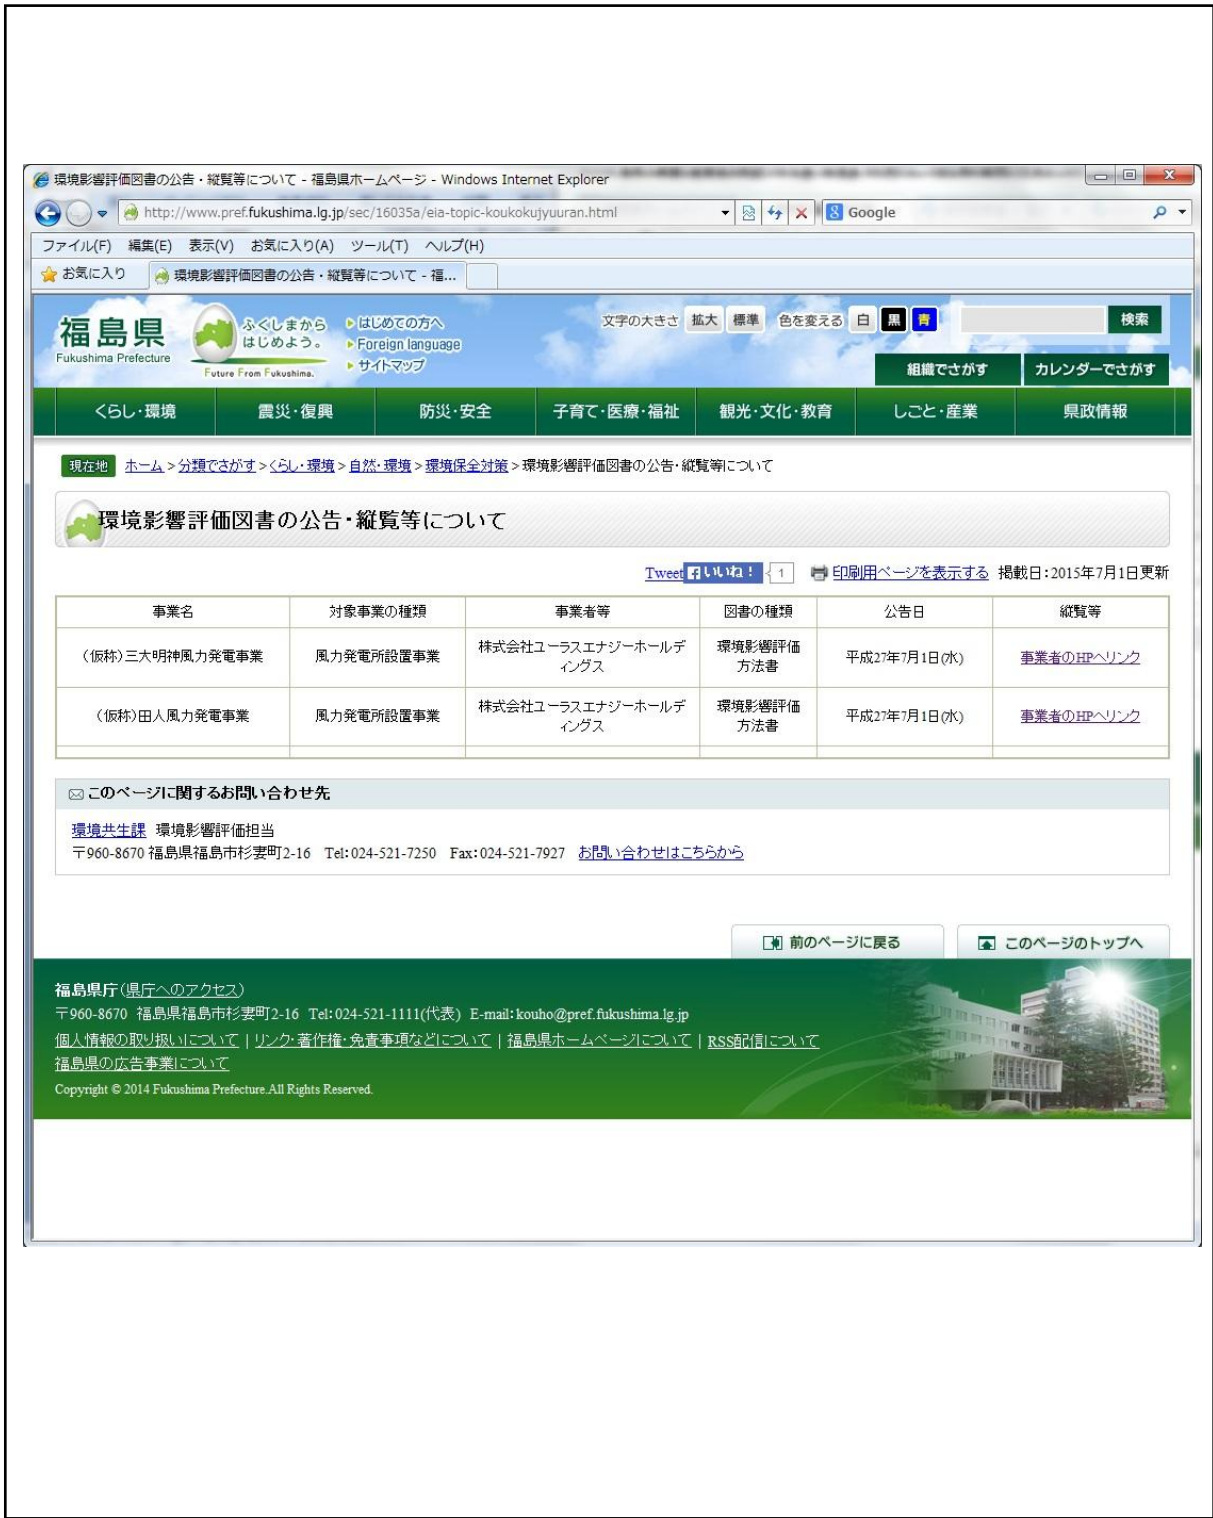 環境影響評価図書の公告・縦覧等について - 福島県ホームページ - Windows Internet Explorer
http://www.pref.fukushima.lg.jp/sec/16035a/eia-topic-koukokujyuuran.html
Google
ファイル(F) 編集(E) 表示(V) お気に入り(A) ツール(T) ヘルプ(H)
お気に入り 環境影響評価図書の公告・縦覧等について - 福...
福島県
Fukushima Prefecture
ふくしまから
はじめよう。
Future From Fukushima.
はじめての方へ
Foreign language
サイトマップ
文字の大きさ 拡大 標準 色を変える 白 黒 青 検索
組織でさがす カレンダーでさがす
くらし・環境 震災・復興 防災・安全 子育て・医療・福祉 観光・文化・教育 しごと・産業 県政情報
現在地 ホーム > 分類でさがす > くらし・環境 > 自然・環境 > 環境保全対策 > 環境影響評価図書の公告・縦覧等について
環境影響評価図書の公告・縦覧等について
Tweet いいね! 1 印刷用ページを表示する 掲載日:2015年7月1日更新
事業名 対象事業の種類 事業者等 図書の種類 公告日 縦覧等
(仮称)三大明神風力発電事業 風力発電所設置事業 株式会社ユーラスエナジーホールディングス 環境影響評価方法書 平成27年7月1日(水) 事業者のHPへリンク
(仮称)田人風力発電事業 風力発電所設置事業 株式会社ユーラスエナジーホールディングス 環境影響評価方法書 平成27年7月1日(水) 事業者のHPへリンク
このページに関するお問い合わせ先
環境共生課 環境影響評価担当
〒960-8670 福島県福島市杉妻町2-16 Tel:024-521-7250 Fax:024-521-7927 お問い合わせはこちらから
前のページに戻る このページのトップへ
福島県庁(県庁へのアクセス)
〒960-8670 福島県福島市杉妻町2-16 Tel:024-521-1111(代表) E-mail:kouho@pref.fukushima.lg.jp
個人情報の取り扱いについて | リンク・著作権・免責事項などについて | 福島県ホームページについて | RSS配信について
福島県の広告事業について
Copyright © 2014 Fukushima Prefecture.All Rights Reserved.